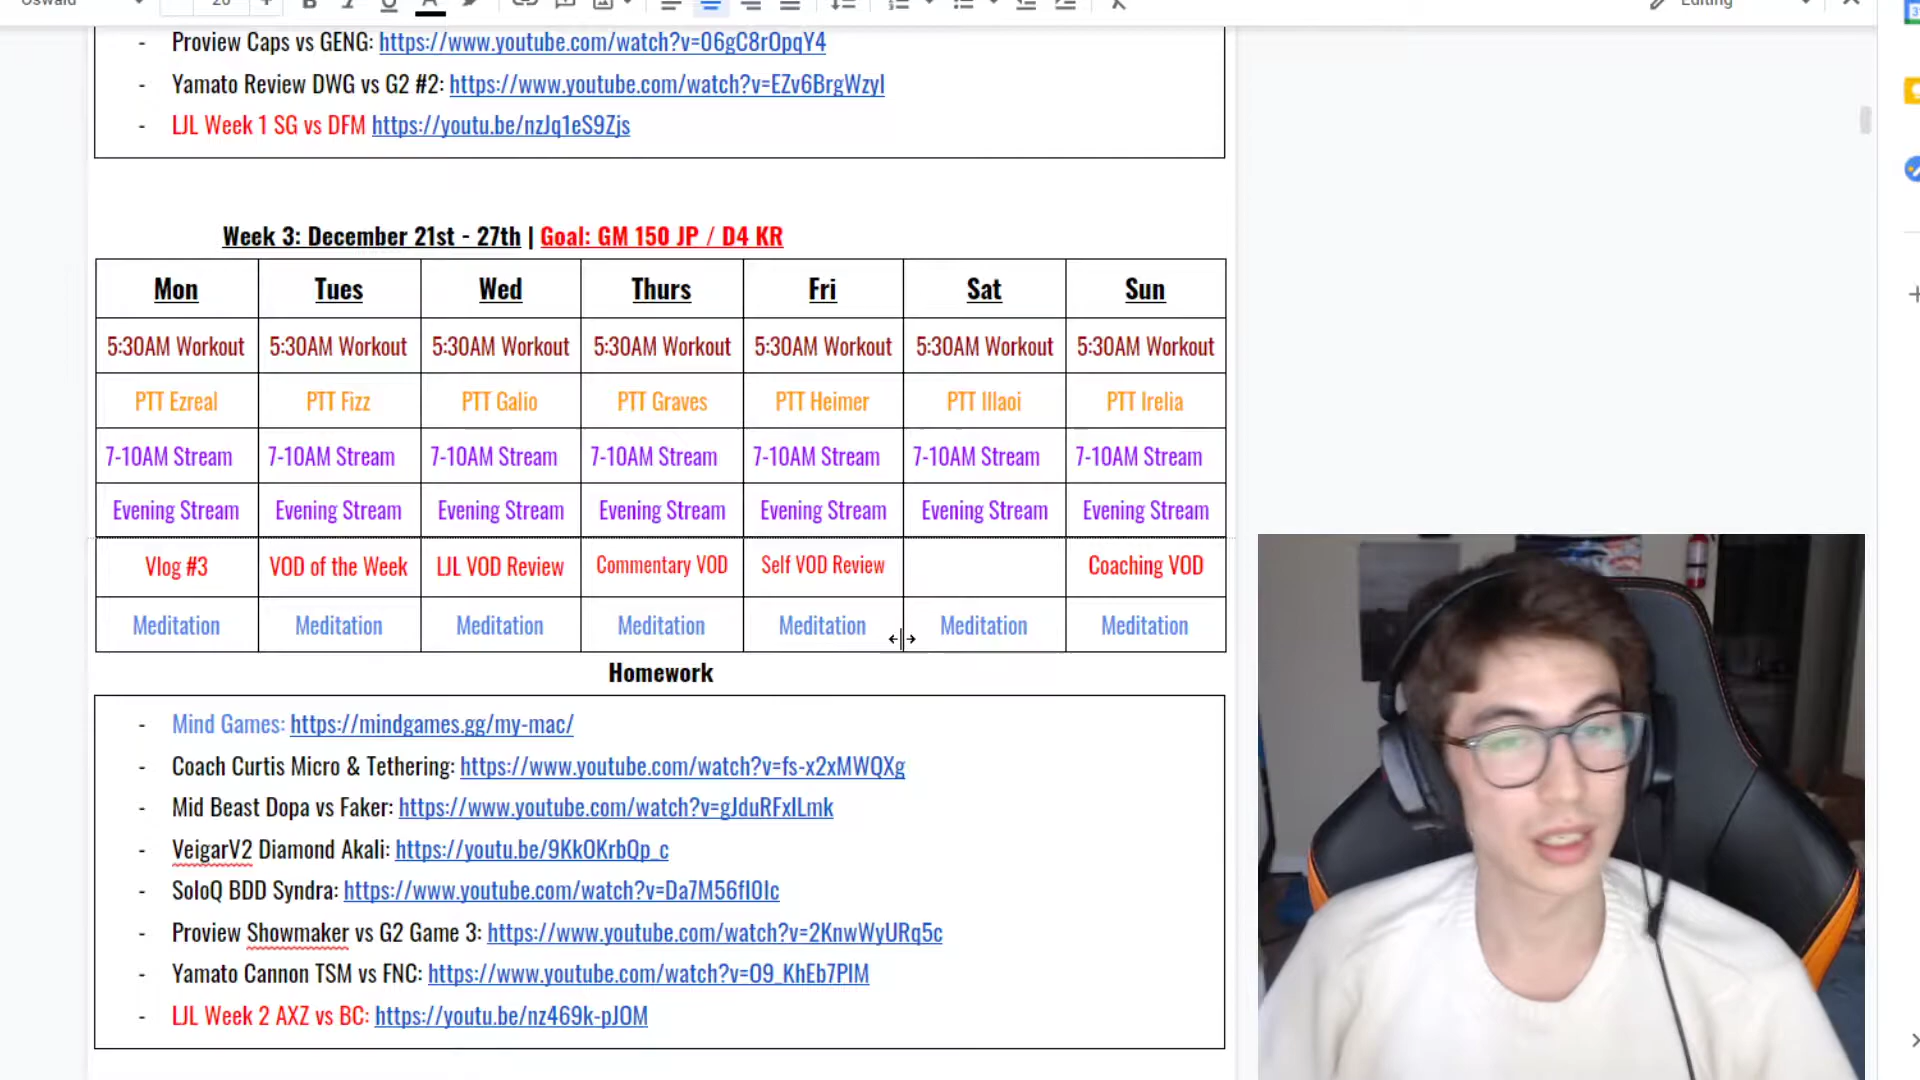 Oswald 20 Editing
- Proview Caps vs GENG: https://www.youtube.com/watch?v=06gC8rOpqY4
- Yamato Review DWG vs G2 #2: https://www.youtube.com/watch?v=EZv6BrgWzyI
- LJL Week 1 SG vs DFM https://youtu.be/nzJq1eS9Zjs
Week 3: December 21st - 27th | Goal: GM 150 JP / D4 KR
Mon Tues Wed Thurs Fri Sat Sun
5:30AM Workout 5:30AM Workout 5:30AM Workout 5:30AM Workout 5:30AM Workout 5:30AM Workout 5:30AM Workout
PTT Ezreal PTT Fizz PTT Galio PTT Graves PTT Heimer PTT Illaoi PTT Irelia
7-10AM Stream 7-10AM Stream 7-10AM Stream 7-10AM Stream 7-10AM Stream 7-10AM Stream 7-10AM Stream
Evening Stream Evening Stream Evening Stream Evening Stream Evening Stream Evening Stream Evening Stream
Vlog #3 VOD of the Week LJL VOD Review Commentary VOD Self VOD Review Coaching VOD
Meditation Meditation Meditation Meditation Meditation Meditation Meditation
Homework
- Mind Games: https://mindgames.gg/my-mac/
- Coach Curtis Micro & Tethering: https://www.youtube.com/watch?v=fs-x2xMWQXg
- Mid Beast Dopa vs Faker: https://www.youtube.com/watch?v=gJduRFxILmk
- VeigarV2 Diamond Akali: https://youtu.be/9KkOKrbQp_c
- SoloQ BDD Syndra: https://www.youtube.com/watch?v=Da7M56fI0Ic
- Proview Showmaker vs G2 Game 3: https://www.youtube.com/watch?v=2KnwWyURq5c
- Yamato Cannon TSM vs FNC: https://www.youtube.com/watch?v=O9_KhEb7PIM
- LJL Week 2 AXZ vs BC: https://youtu.be/nz469k-pJOM